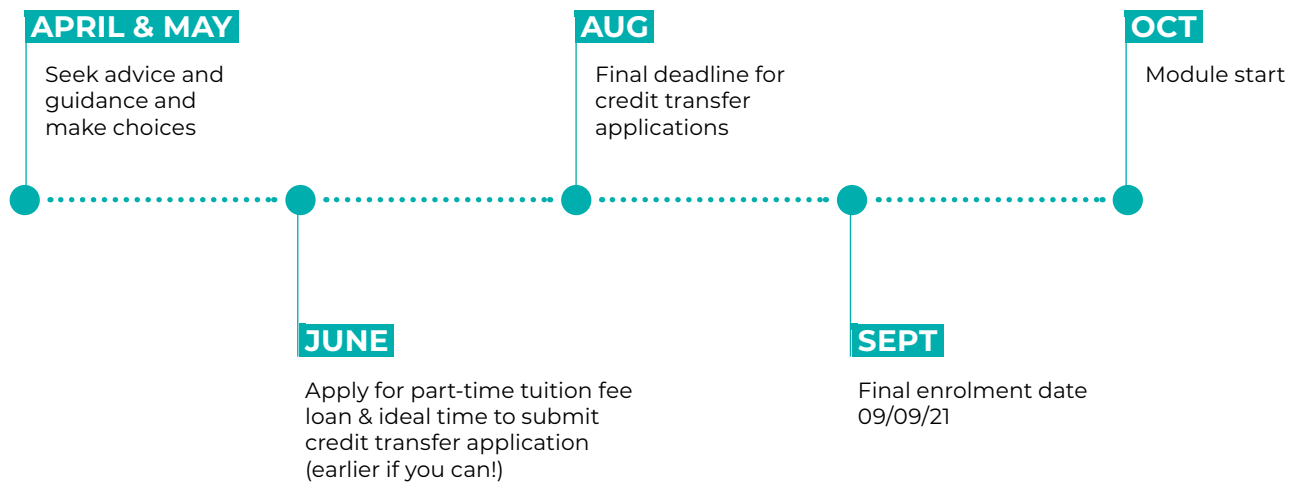 APRIL & MAY
Seek advice and
guidance and
make choices
JUNE
Apply for part-time tuition fee
loan & ideal time to submit
credit transfer application
(earlier if you can!)
AUG
Final deadline for
credit transfer
applications
SEPT
Final enrolment date
09/09/21
OCT
Module start